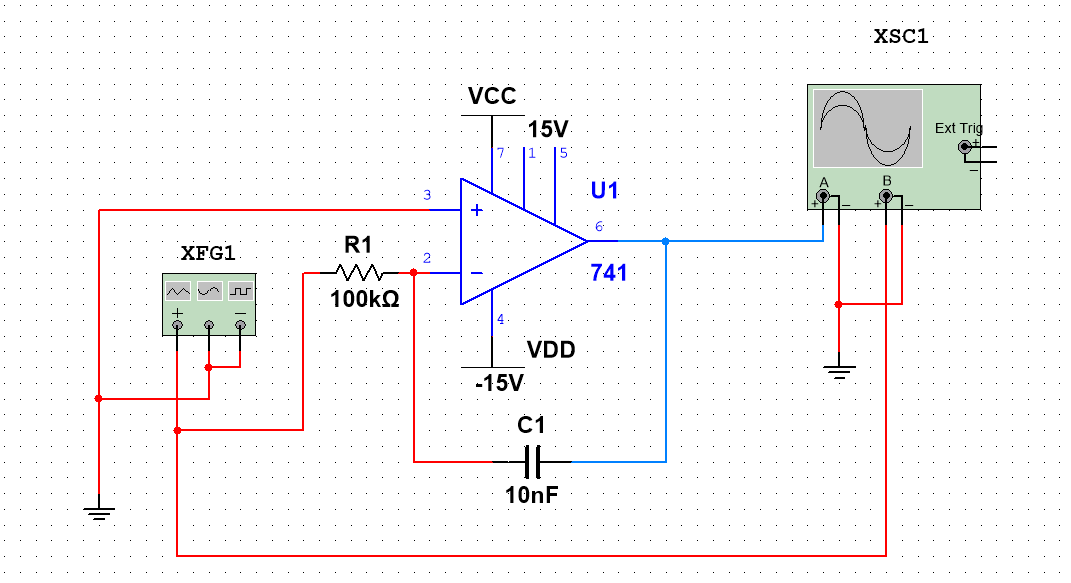 XSC1
VCC
15V
7
1
5
Ext Trig
+
−
3
U1
A
B
+
−
+
−
+
6
XFG1
R1
2
−
741
100kΩ
+
−
4
VDD
-15V
C1
10nF